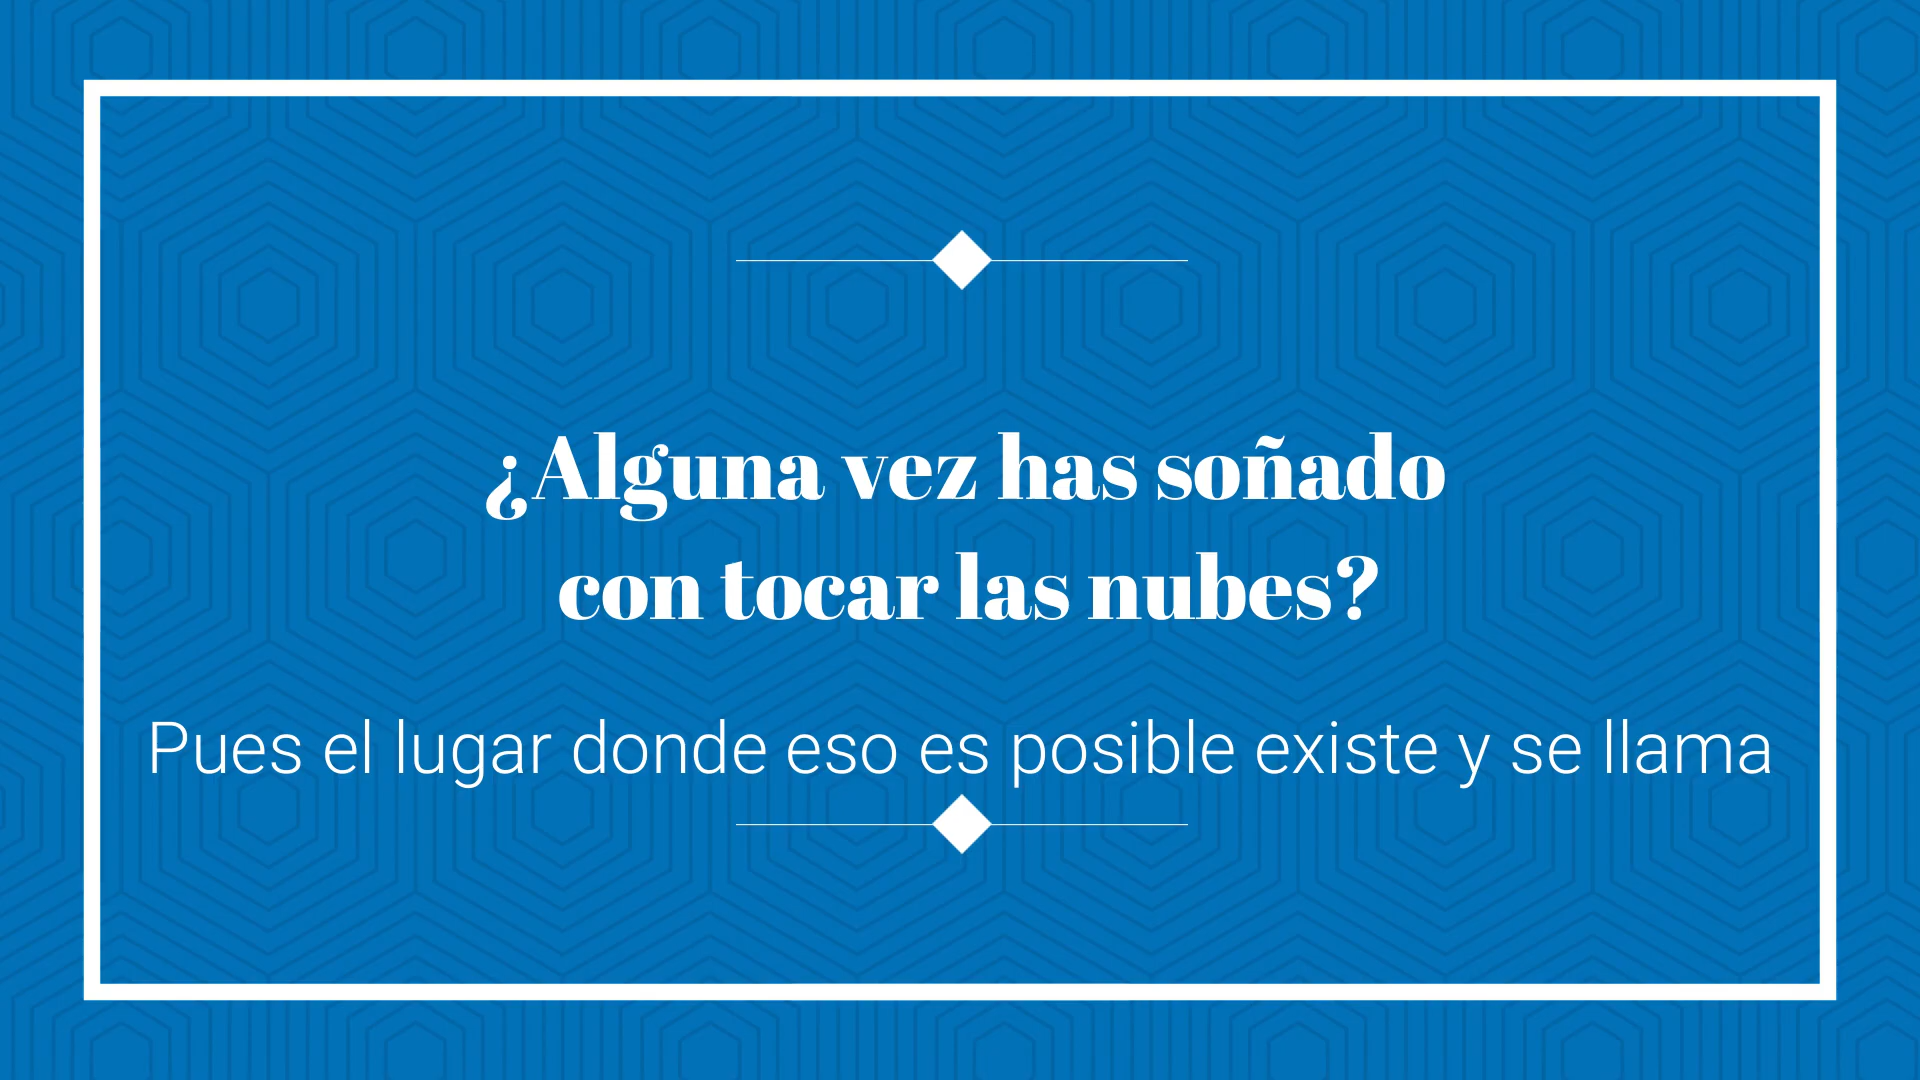 ¿Alguna vez has soñado
con tocar las nubes?
Pues el lugar donde eso es posible existe y se llama